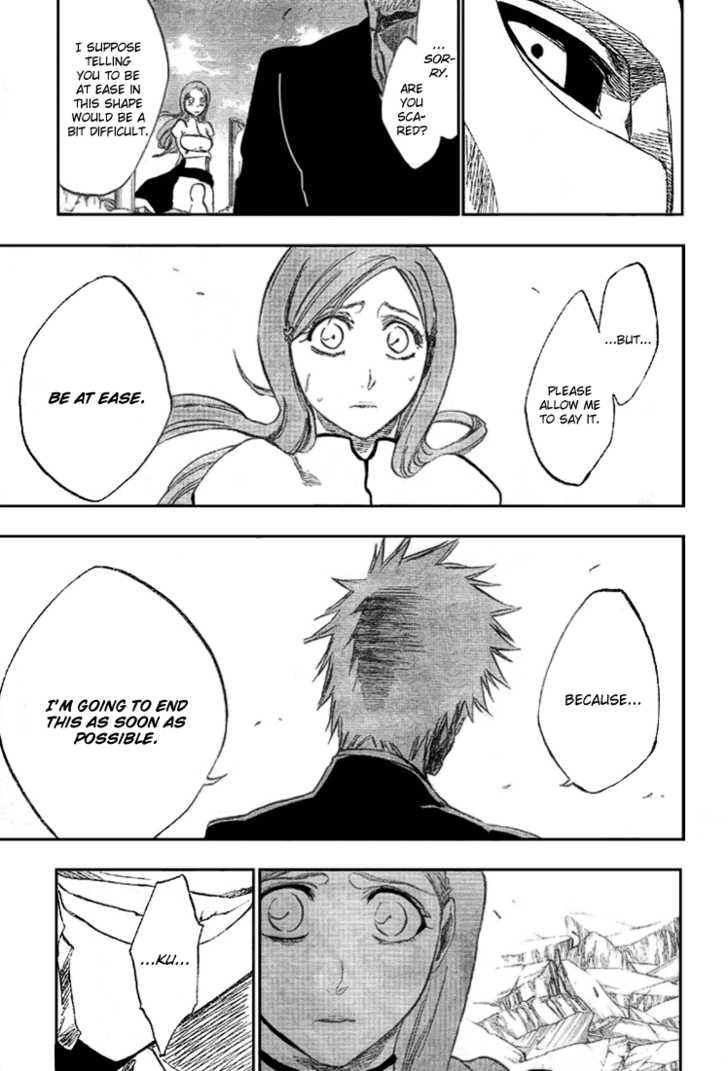 ...
SOR-
RY.
ARE
YOU
SCA-
RED?
I SUPPOSE
TELLING
YOU TO BE
AT EASE IN
THIS SHAPE
WOULD BE A
BIT DIFFICULT.
...BUT...
PLEASE
ALLOW ME
TO SAY IT.
BE AT EASE.
BECAUSE...
I'M GOING TO END
THIS AS SOON AS
POSSIBLE.
...KU...